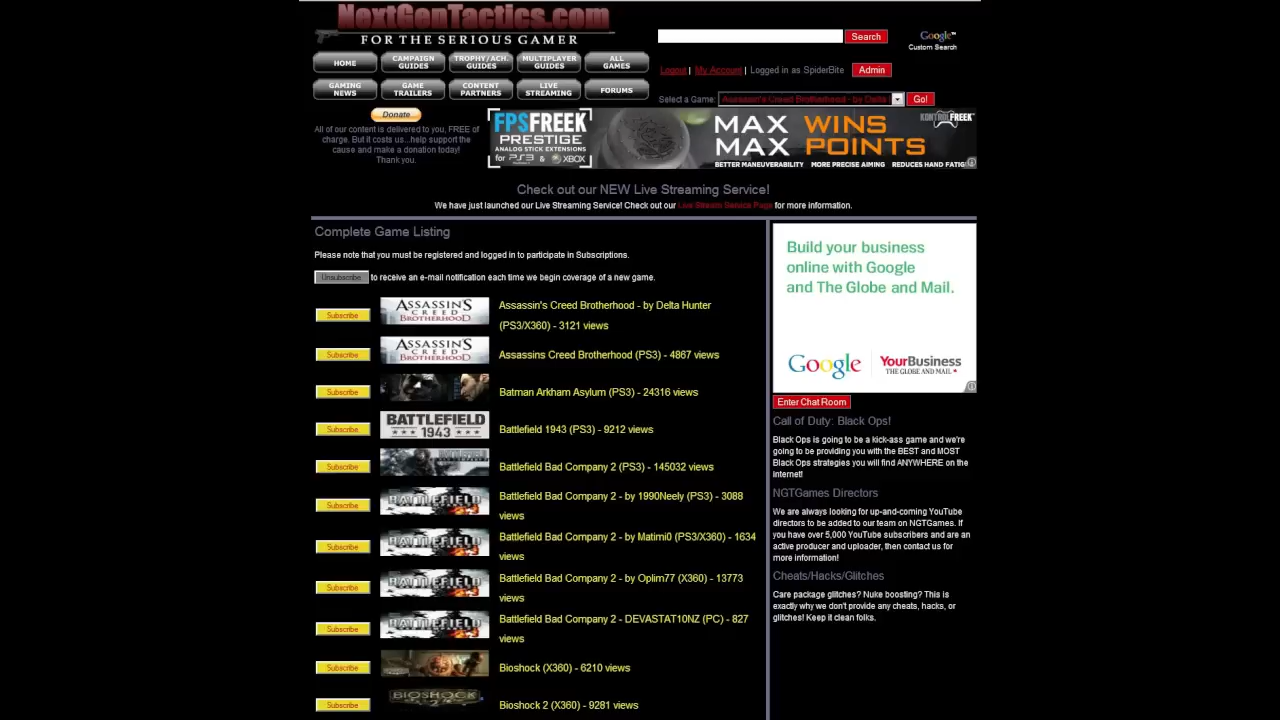 NextGenTactics.com
FOR THE SERIOUS GAMER
Search
Google™
Custom Search
HOME
CAMPAIGN
GUIDES
TROPHY/ACH.
GUIDES
MULTIPLAYER
GUIDES
ALL
GAMES
Logout | My Account | Logged in as SpiderBite
Admin
GAMING
NEWS
GAME
TRAILERS
CONTENT
PARTNERS
LIVE
STREAMING
FORUMS
Select a Game:
Assassin's Creed Brotherhood - by Delta
Go!
Donate
All of our content is delivered to you, FREE of
charge. But it costs us...help support the
cause and make a donation today!
Thank you.
FPSFREEK
PRESTIGE
ANALOG STICK EXTENSIONS
for PS3 & XBOX
MAX WINS
MAX POINTS
BETTER MANEUVERABILITY MORE PRECISE AIMING REDUCES HAND FATIG
KONTROLFREEK
Check out our NEW Live Streaming Service!
We have just launched our Live Streaming Service! Check out our Live Stream Service Page for more information.
Complete Game Listing
Please note that you must be registered and logged in to participate in Subscriptions.
Unsubscribe to receive an e-mail notification each time we begin coverage of a new game.
Subscribe
ASSASSIN'S
CREED
BROTHERHOOD
Assassin's Creed Brotherhood - by Delta Hunter
(PS3/X360) - 3121 views
Subscribe
ASSASSIN'S
CREED
BROTHERHOOD
Assassins Creed Brotherhood (PS3) - 4867 views
Subscribe
Batman Arkham Asylum (PS3) - 24316 views
Subscribe
BATTLEFIELD
1943
Battlefield 1943 (PS3) - 9212 views
Subscribe
BATTLEFIELD
Battlefield Bad Company 2 (PS3) - 145032 views
Subscribe
BATTLEFIELD
Battlefield Bad Company 2 - by 1990Neely (PS3) - 3088
views
Subscribe
BATTLEFIELD
Battlefield Bad Company 2 - by Matimi0 (PS3/X360) - 1634
views
Subscribe
BATTLEFIELD
Battlefield Bad Company 2 - by Oplim77 (X360) - 13773
views
Subscribe
BATTLEFIELD
Battlefield Bad Company 2 - DEVASTAT10NZ (PC) - 827
views
Subscribe
Bioshock (X360) - 6210 views
Subscribe
BIOSHOCK
2
Bioshock 2 (X360) - 9281 views
Build your business
online with Google
and The Globe and Mail.
Google
YourBusiness
THE GLOBE AND MAIL
Enter Chat Room
Call of Duty: Black Ops!
Black Ops is going to be a kick-ass game and we're
going to be providing you with the BEST and MOST
Black Ops strategies you will find ANYWHERE on the
internet!
NGTGames Directors
We are always looking for up-and-coming YouTube
directors to be added to our team on NGTGames. If
you have over 5,000 YouTube subscribers and are an
active producer and uploader, then contact us for
more information!
Cheats/Hacks/Glitches
Care package glitches? Nuke boosting? This is
exactly why we don't provide any cheats, hacks, or
glitches! Keep it clean folks.